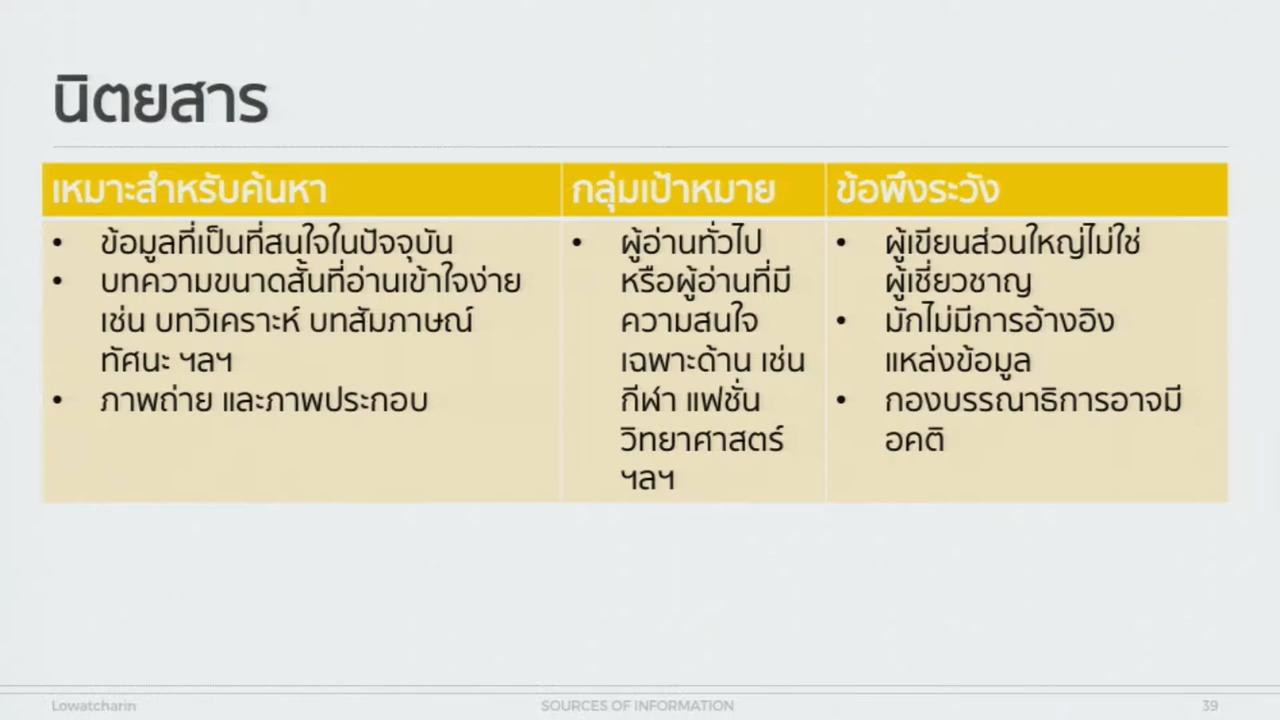 นิตยสาร
เหมาะสำหรับค้นหา
กลุ่มเป้าหมาย
ข้อพึงระวัง
• ข้อมูลที่เป็นที่สนใจในปัจจุบัน
• บทความขนาดสั้นที่อ่านเข้าใจง่าย
เช่น บทวิเคราะห์ บทสัมภาษณ์
ทัศนะ ฯลฯ
• ภาพถ่าย และภาพประกอบ
• ผู้อ่านทั่วไป
หรือผู้อ่านที่มี
ความสนใจ
เฉพาะด้าน เช่น
กีฬา แฟชั่น
วิทยาศาสตร์
ฯลฯ
• ผู้เขียนส่วนใหญ่ไม่ใช่
ผู้เชี่ยวชาญ
• มักไม่มีการอ้างอิง
แหล่งข้อมูล
• กองบรรณาธิการอาจมี
อคติ
Lowatcharin
SOURCES OF INFORMATION
39